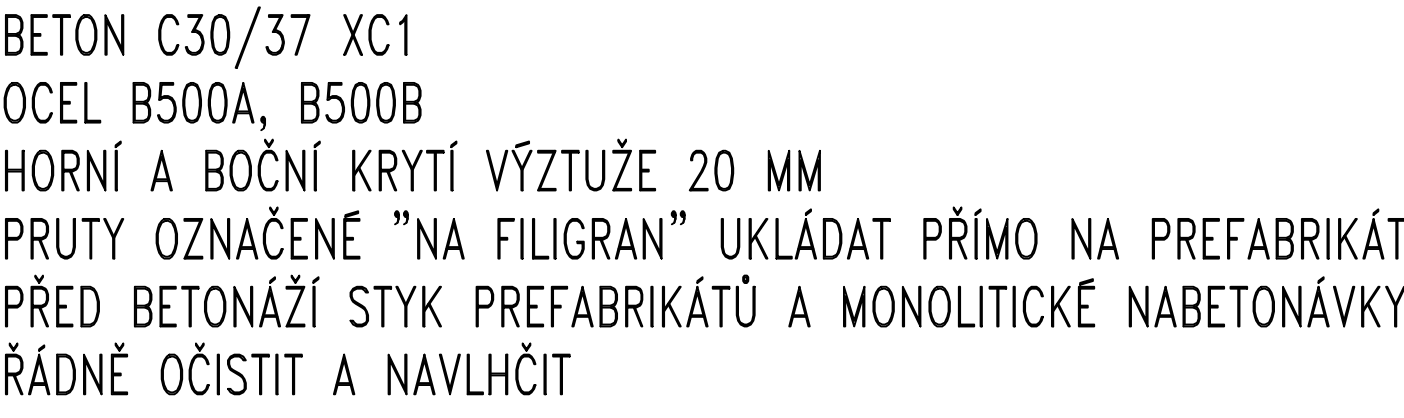 BETON C30/37 XC1
OCEL B500A, B500B
HORNÍ A BOČNÍ KRYTÍ VÝZTUŽE 20 MM
PRUTY OZNAČENÉ ”NA FILIGRAN” UKLÁDAT PŘÍMO NA PREFABRIKÁT
PŘED BETONÁŽÍ STYK PREFABRIKÁTŮ A MONOLITICKÉ NABETONÁVKY
ŘÁDNĚ OČISTIT A NAVLHČIT